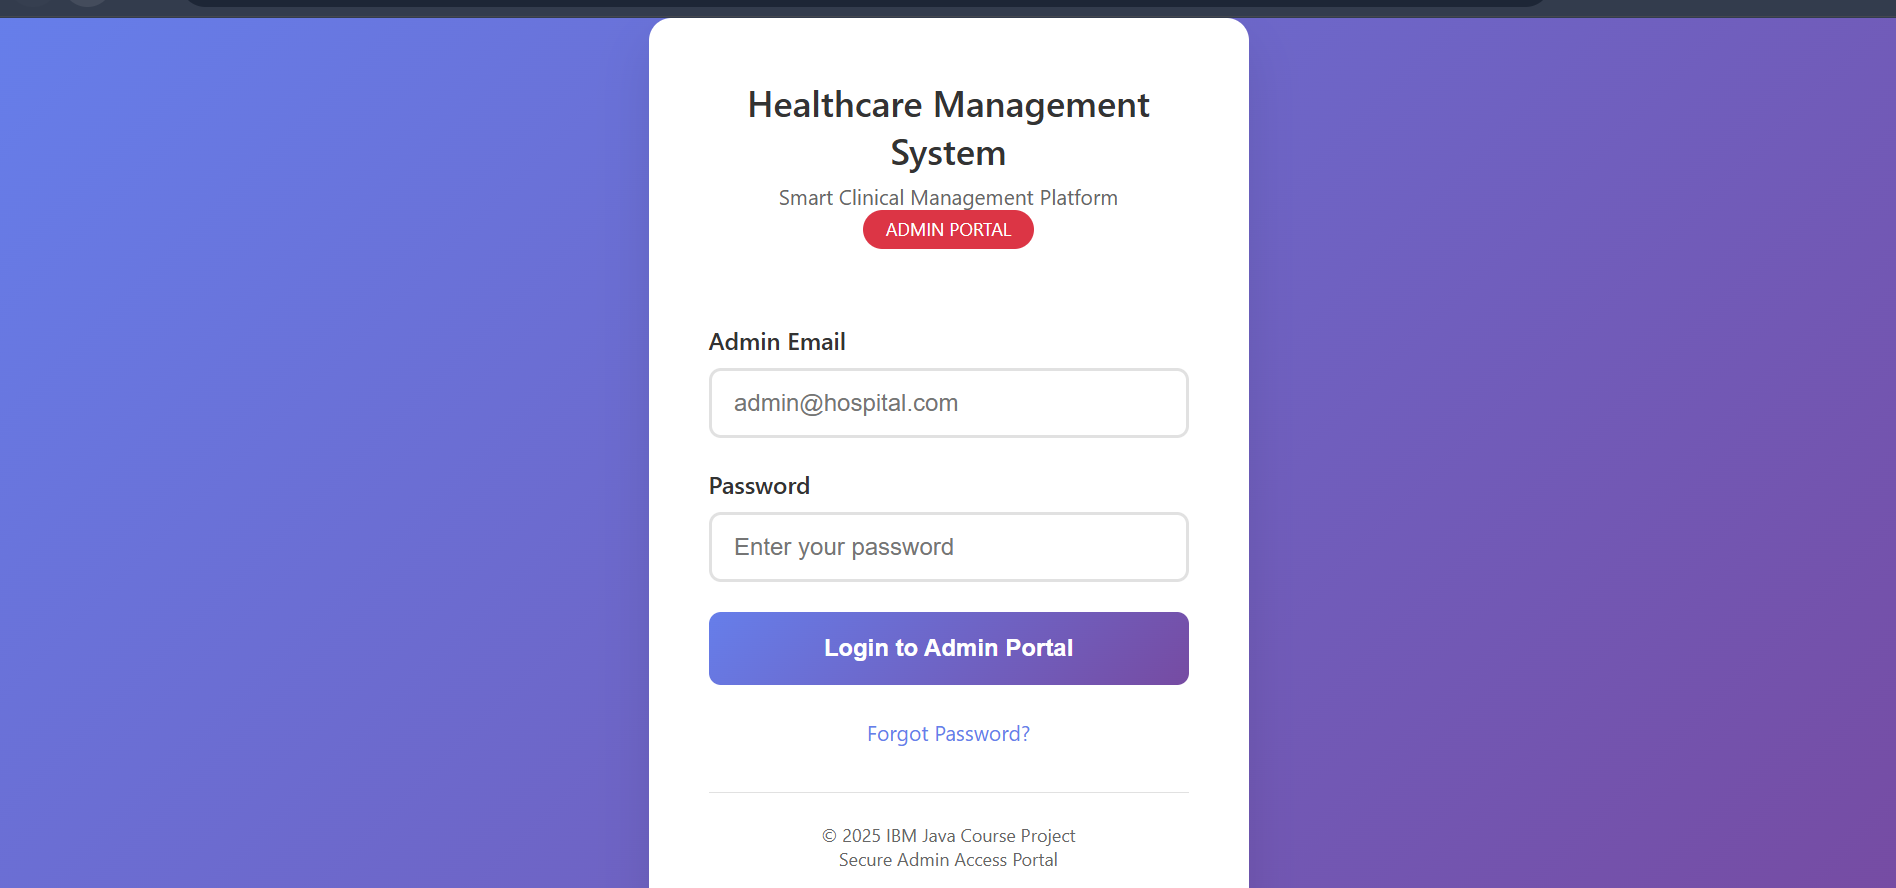 Healthcare Management
System
Smart Clinical Management Platform
ADMIN PORTAL
Admin Email
admin@hospital.com
Password
Enter your password
Login to Admin Portal
Forgot Password?
© 2025 IBM Java Course Project
Secure Admin Access Portal